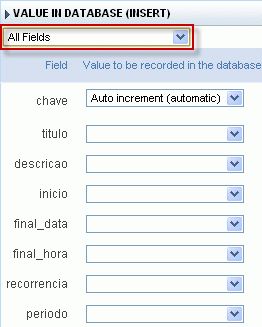 VALUE IN DATABASE (INSERT)
All Fields
Field Value to be recorded in the database
chave Auto increment (automatic)
titulo
descricao
inicio
final_data
final_hora
recorrencia
periodo